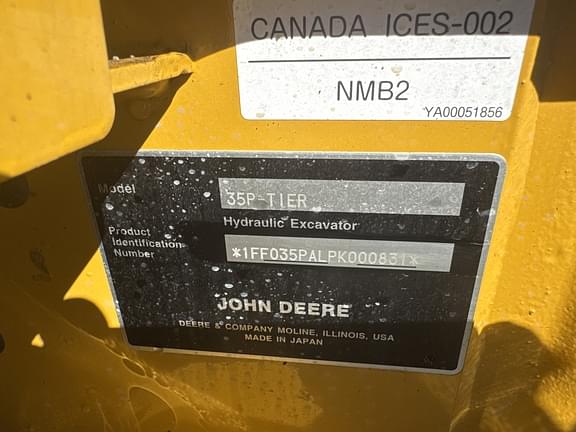 CANADA ICES-002
NMB2
YA00051856
Model
35P-TIER
Hydraulic Excavator
Product
Identification
Number
*1FF035PALPK000831*
JOHN DEERE
DEERE & COMPANY MOLINE, ILLINOIS, USA
MADE IN JAPAN